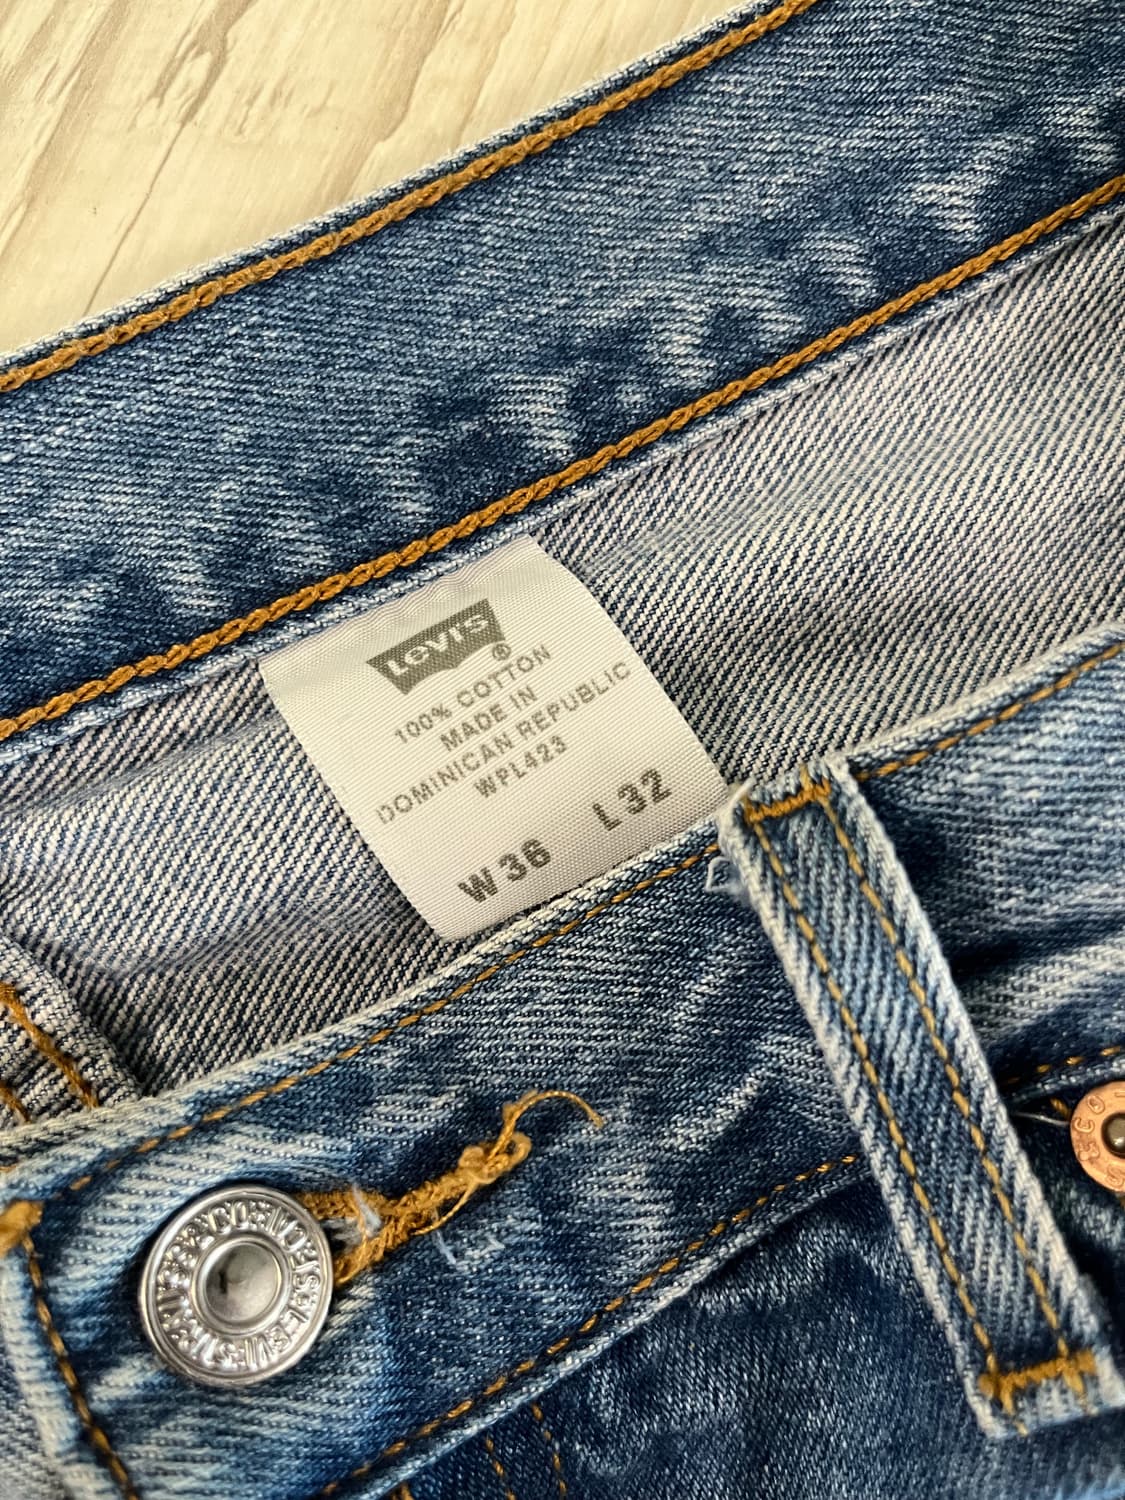 Levi's®
100% COTTON
MADE IN
DOMINICAN REPUBLIC
WPL423
W36 L32